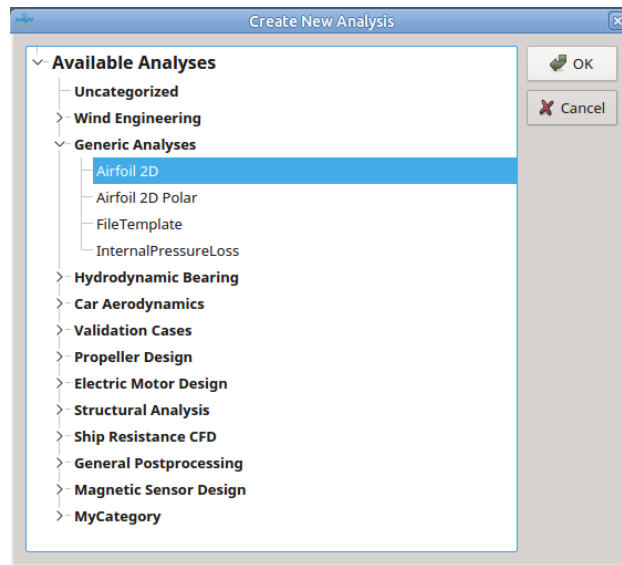 Create New Analysis
Available Analyses
OK
Uncategorized
Cancel
Wind Engineering
Generic Analyses
Airfoil 2D
Airfoil 2D Polar
FileTemplate
InternalPressureLoss
Hydrodynamic Bearing
Car Aerodynamics
Validation Cases
Propeller Design
Electric Motor Design
Structural Analysis
Ship Resistance CFD
General Postprocessing
Magnetic Sensor Design
MyCategory